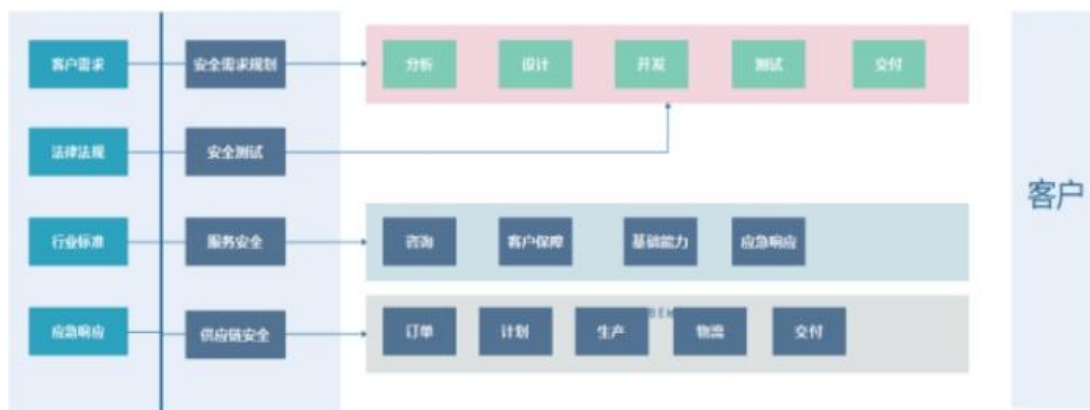 客户需求
安全需求规划
分析
设计
开发
测试
交付
法律法规
安全测试
客户
行业标准
服务安全
咨询
客户保障
基础能力
应急响应
应急响应
供应链安全
订单
计划
生产
物流
交付